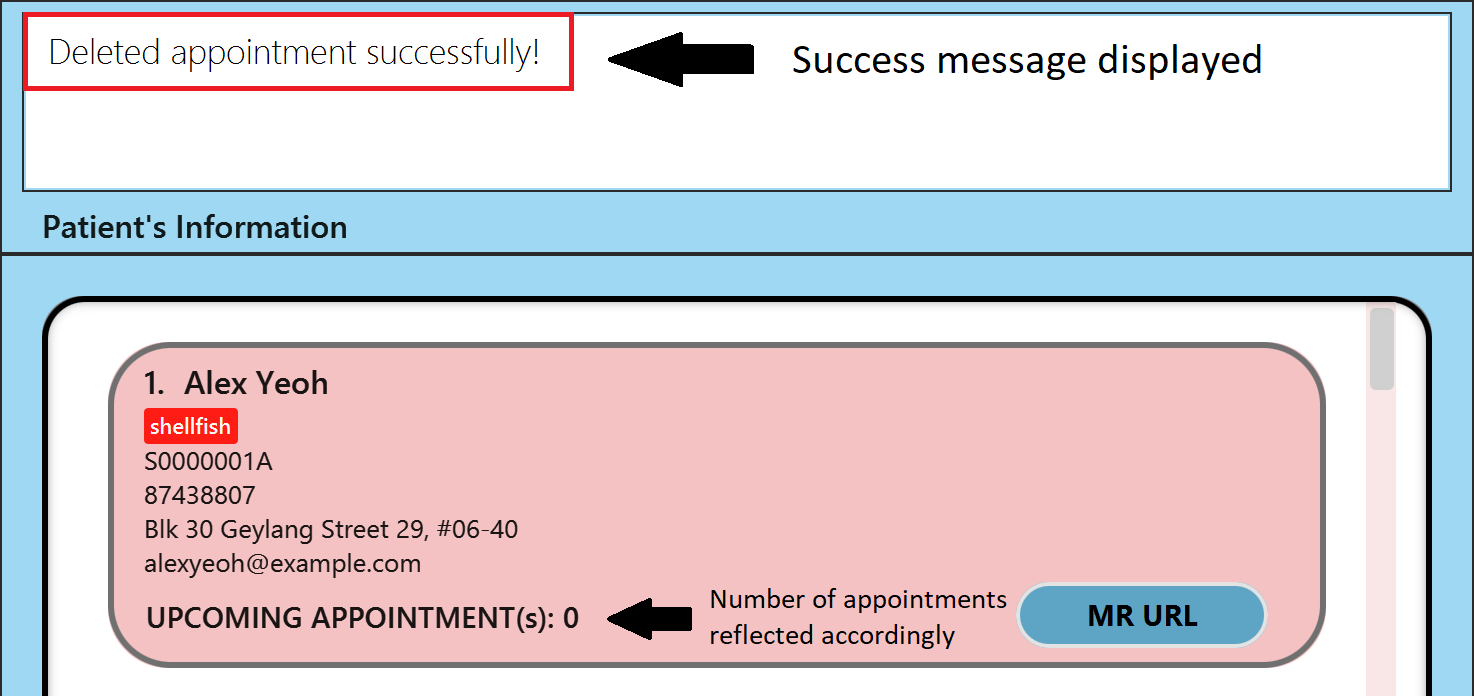 Deleted appointment successfully!
Success message displayed
Patient's Information
1. Alex Yeoh
shellfish
S0000001A
87438807
Blk 30 Geylang Street 29, #06-40
alexyeoh@example.com
UPCOMING APPOINTMENT(s): 0
Number of appointments
reflected accordingly
MR URL